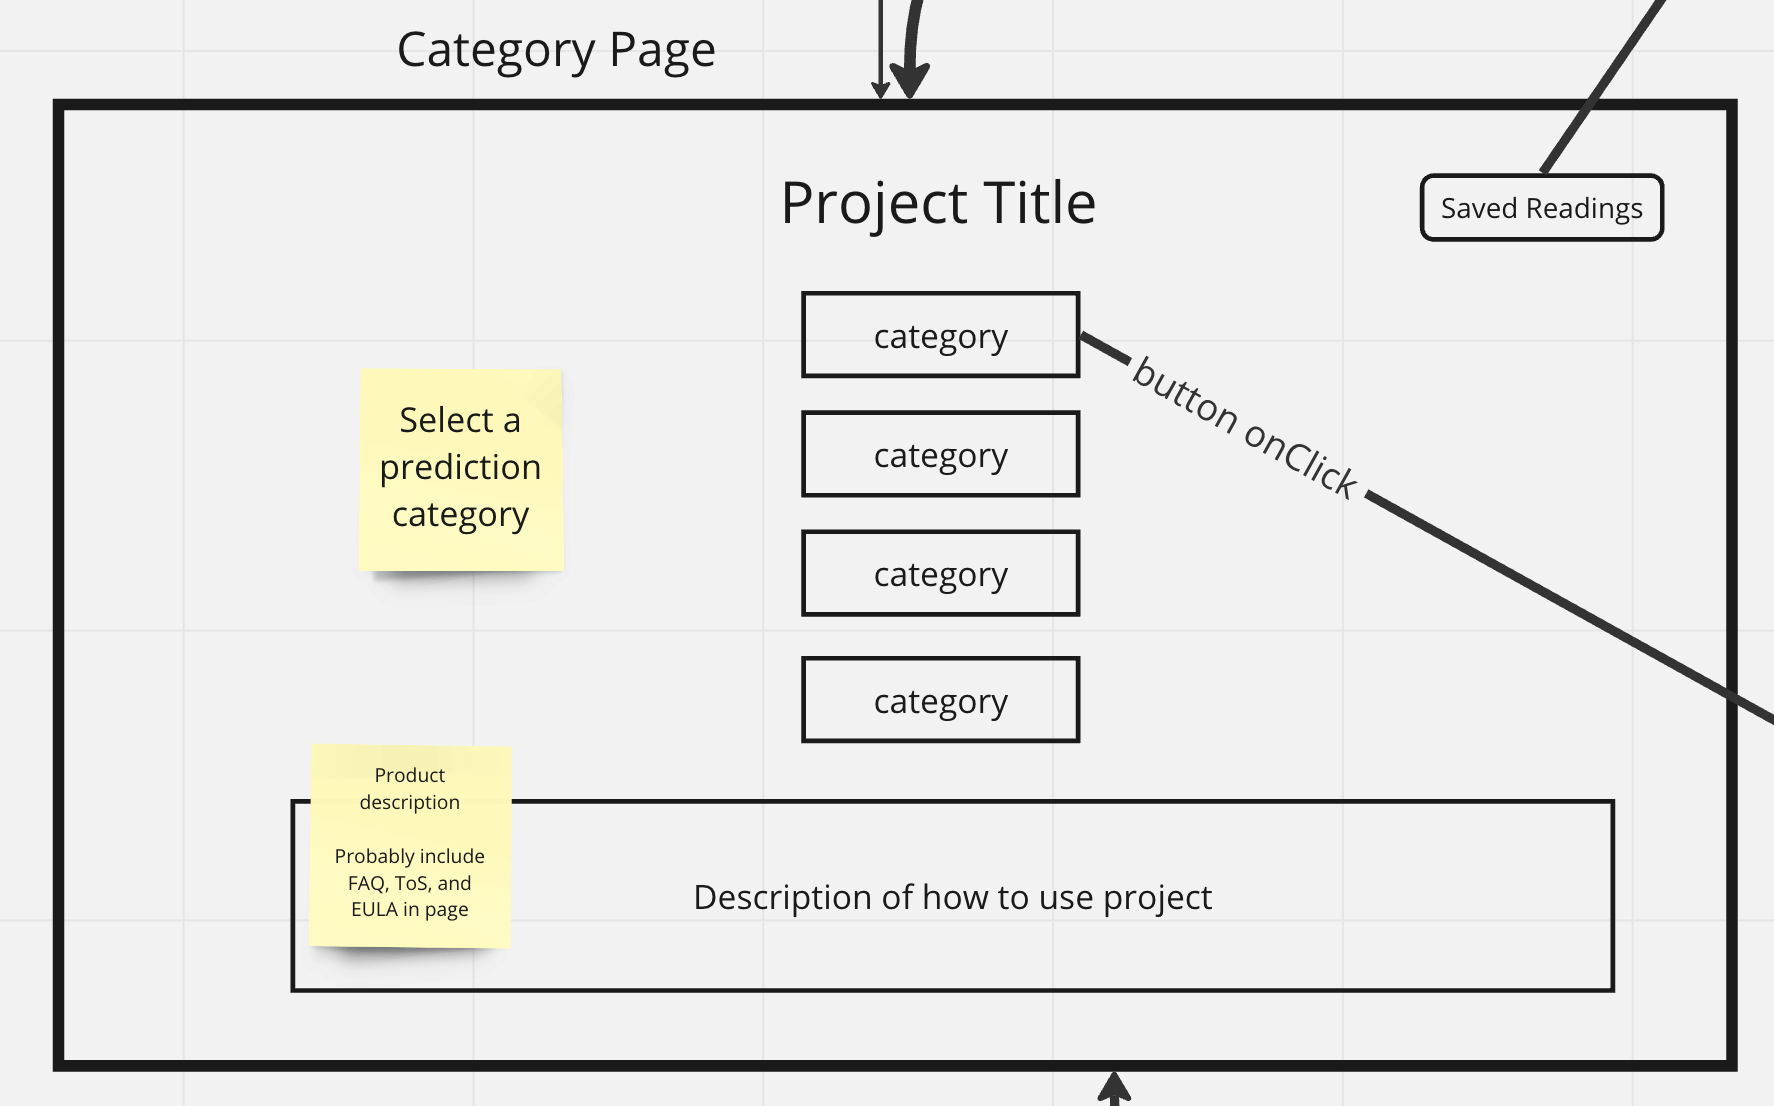 Category Page
Project Title
Saved Readings
category
button onClick
Select a
prediction
category
category
category
category
Product
description
Probably include
FAQ, ToS, and
EULA in page
Description of how to use project